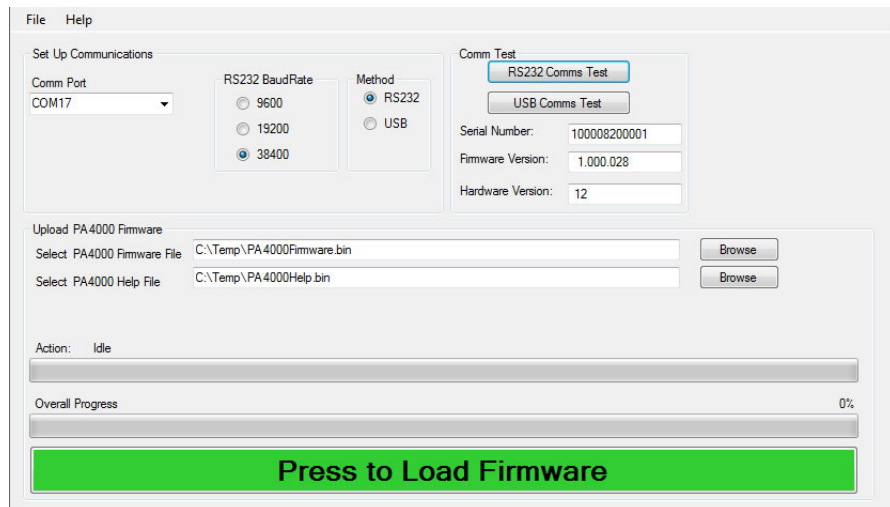 File Help
Set Up Communications
Comm Port
COM17
RS232 BaudRate
9600
19200
38400
Method
RS232
USB
Comm Test
RS232 Comms Test
USB Comms Test
Serial Number: 100008200001
Firmware Version: 1.000.028
Hardware Version: 12
Upload PA4000 Firmware
Select PA4000 Firmware File C:\Temp\PA4000Firmware.bin Browse
Select PA4000 Help File C:\Temp\PA4000Help.bin Browse
Action: Idle
Overall Progress 0%
Press to Load Firmware